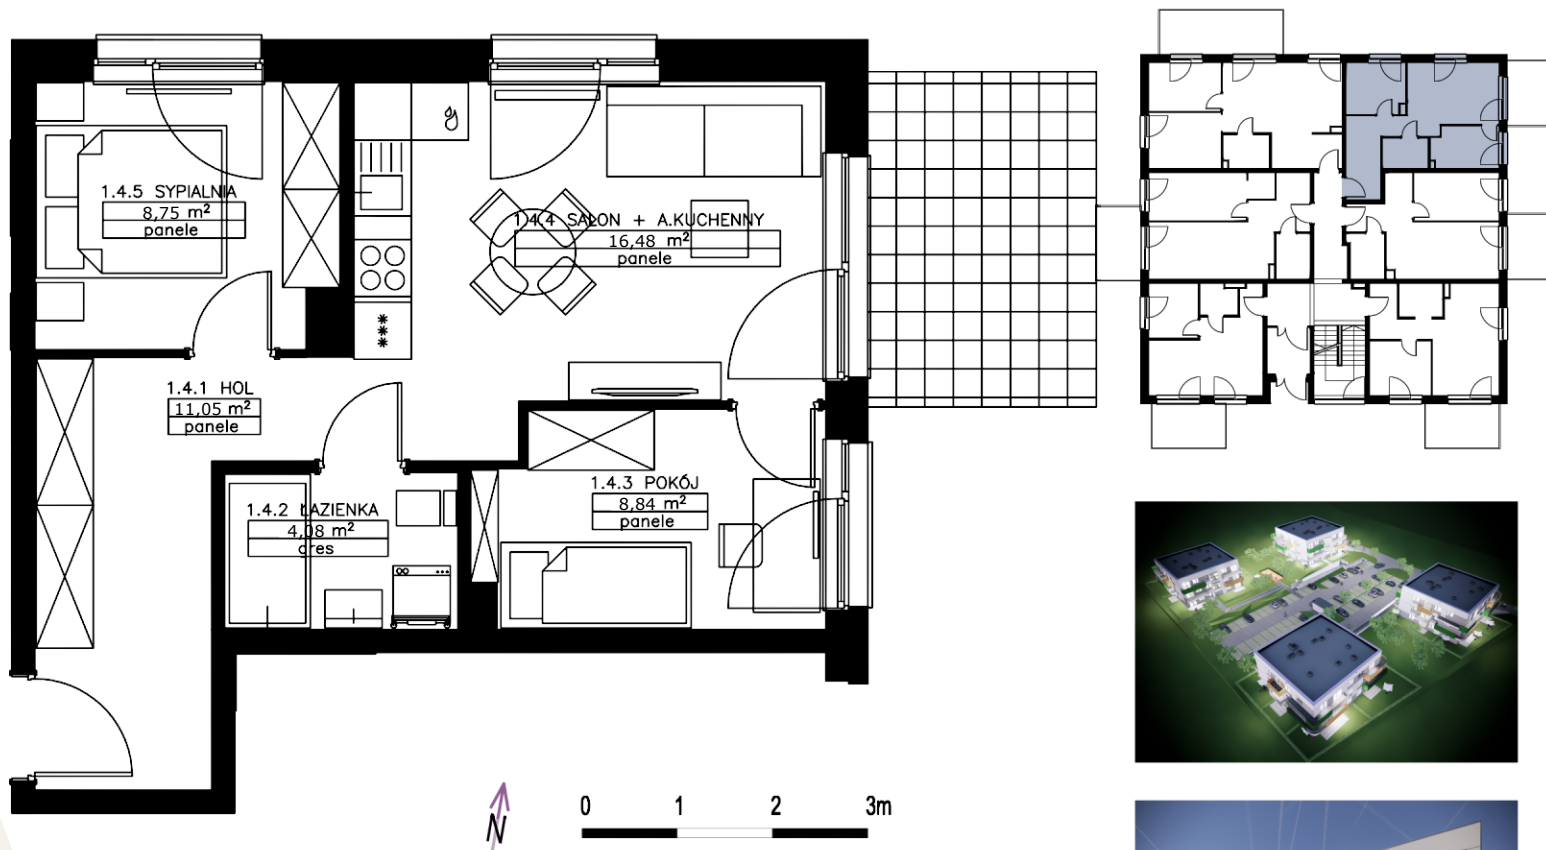 1.4.5 SYPIALNIA
8,75 m²
panele
1.4.4 SALON + A.KUCHENNY
16,48 m²
panele
1.4.1 HOL
11,05 m²
panele
1.4.2 ŁAZIENKA
4,08 m²
gres
1.4.3 POKÓJ
8,84 m²
panele
N
0 1 2 3m